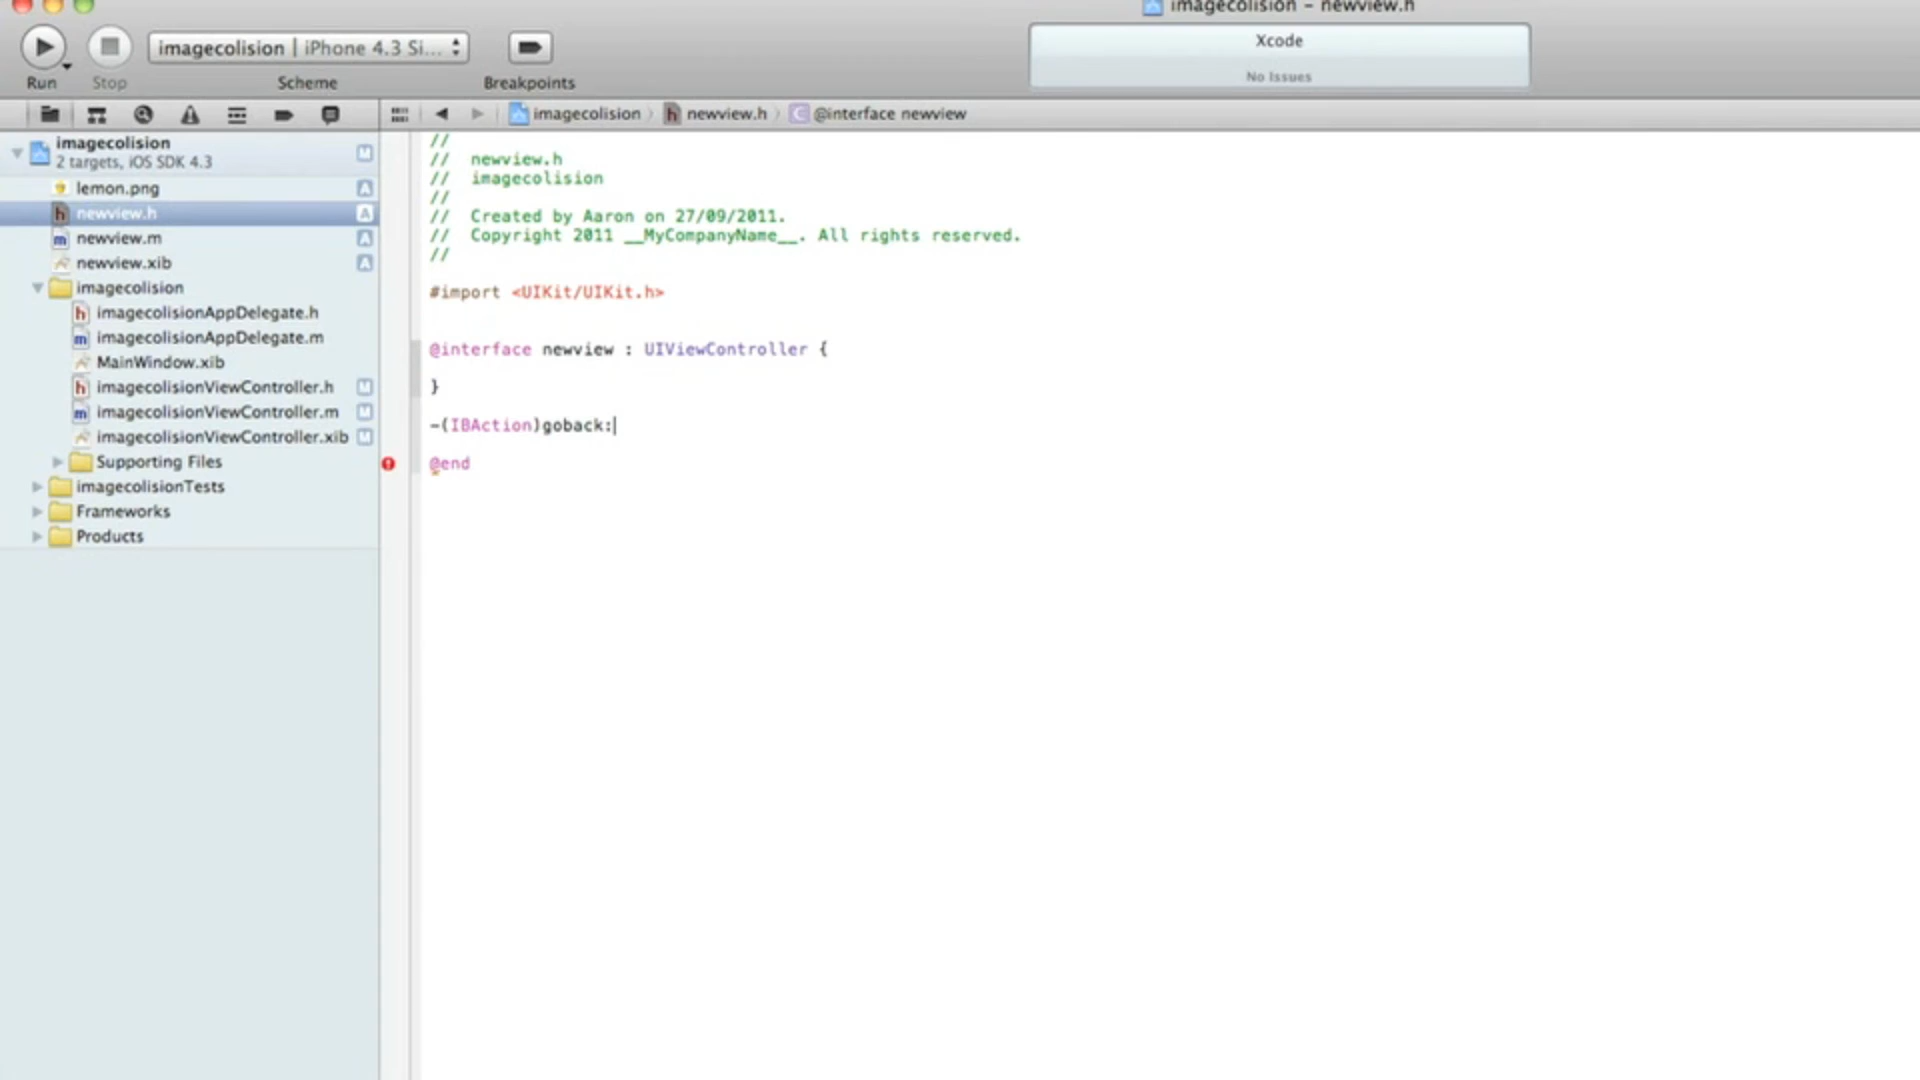 imagecolision - newview.h
imagecolision | iPhone 4.3 Si...
Run
Stop
Scheme
Breakpoints
Xcode
No Issues
imagecolision
newview.h
@interface newview
imagecolision
2 targets, iOS SDK 4.3
M
lemon.png
A
newview.h
A
newview.m
A
newview.xib
A
imagecolision
imagecolisionAppDelegate.h
imagecolisionAppDelegate.m
MainWindow.xib
imagecolisionViewController.h
M
imagecolisionViewController.m
M
imagecolisionViewController.xib
M
Supporting Files
imagecolisionTests
Frameworks
Products
//
//  newview.h
//  imagecolision
//
//  Created by Aaron on 27/09/2011.
//  Copyright 2011 __MyCompanyName__. All rights reserved.
//
#import <UIKit/UIKit.h>
@interface newview : UIViewController {
}
-(IBAction)goback:
@end